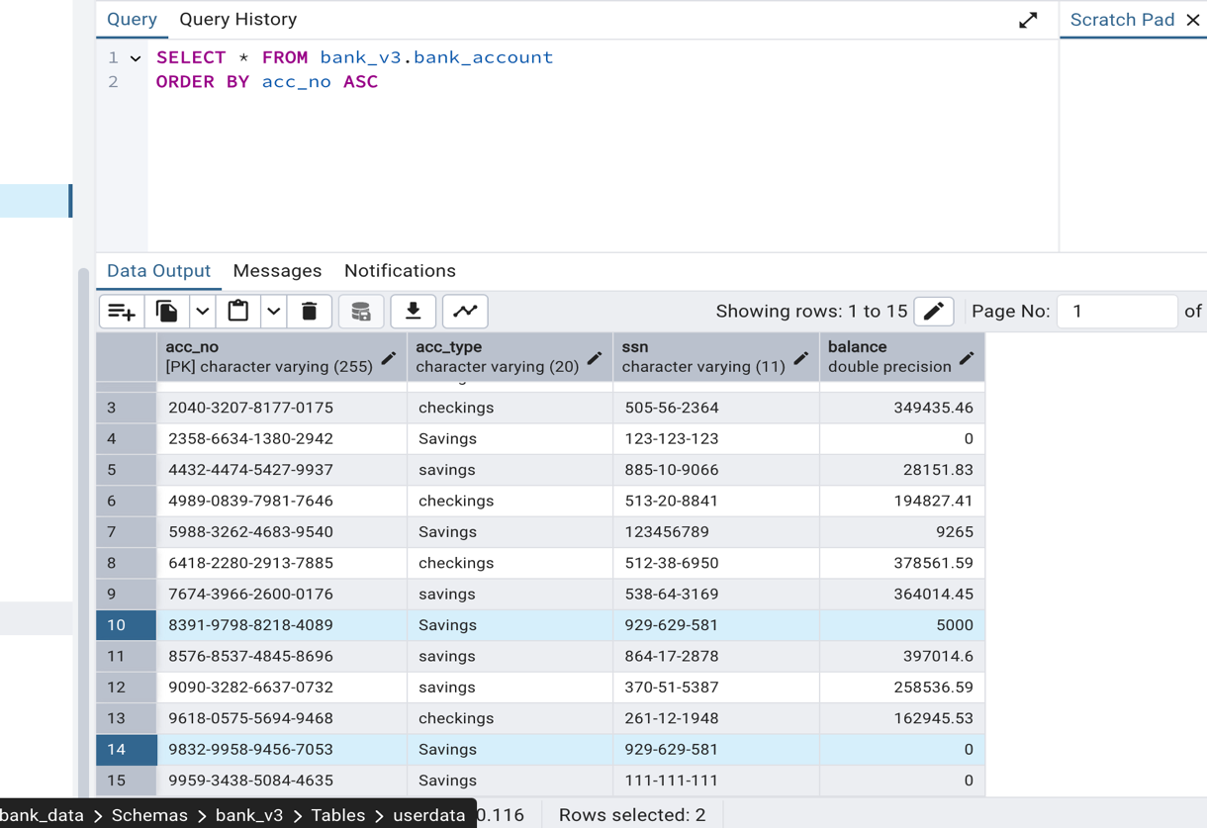 Query Query History Scratch Pad
1 SELECT * FROM bank_v3.bank_account
2 ORDER BY acc_no ASC
Data Output Messages Notifications
Showing rows: 1 to 15 Page No: 1 of
acc_no acc_type ssn balance
[PK] character varying (255) character varying (20) character varying (11) double precision
3 2040-3207-8177-0175 checkings 505-56-2364 349435.46
4 2358-6634-1380-2942 Savings 123-123-123 0
5 4432-4474-5427-9937 savings 885-10-9066 28151.83
6 4989-0839-7981-7646 checkings 513-20-8841 194827.41
7 5988-3262-4683-9540 Savings 123456789 9265
8 6418-2280-2913-7885 checkings 512-38-6950 378561.59
9 7674-3966-2600-0176 savings 538-64-3169 364014.45
10 8391-9798-8218-4089 Savings 929-629-581 5000
11 8576-8537-4845-8696 savings 864-17-2878 397014.6
12 9090-3282-6637-0732 savings 370-51-5387 258536.59
13 9618-0575-5694-9468 checkings 261-12-1948 162945.53
14 9832-9958-9456-7053 Savings 929-629-581 0
15 9959-3438-5084-4635 Savings 111-111-111 0
bank_data > Schemas > bank_v3 > Tables > userdata 0.116 Rows selected: 2